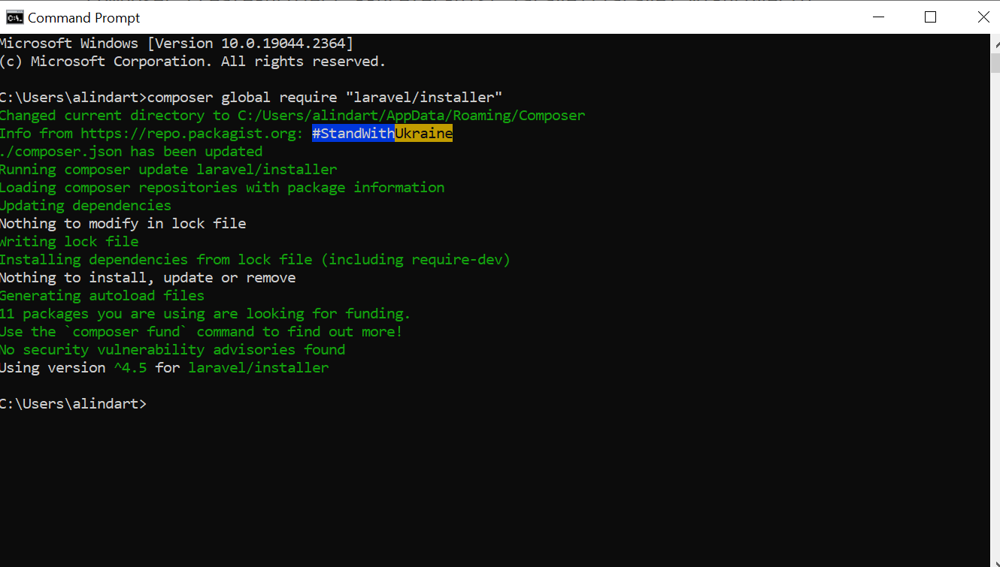 Command Prompt
Microsoft Windows [Version 10.0.19044.2364]
(c) Microsoft Corporation. All rights reserved.
C:\Users\alindart>composer global require "laravel/installer"
Changed current directory to C:/Users/alindart/AppData/Roaming/Composer
Info from https://repo.packagist.org: #StandWithUkraine
./composer.json has been updated
Running composer update laravel/installer
Loading composer repositories with package information
Updating dependencies
Nothing to modify in lock file
Writing lock file
Installing dependencies from lock file (including require-dev)
Nothing to install, update or remove
Generating autoload files
11 packages you are using are looking for funding.
Use the `composer fund` command to find out more!
No security vulnerability advisories found
Using version ^4.5 for laravel/installer
C:\Users\alindart>